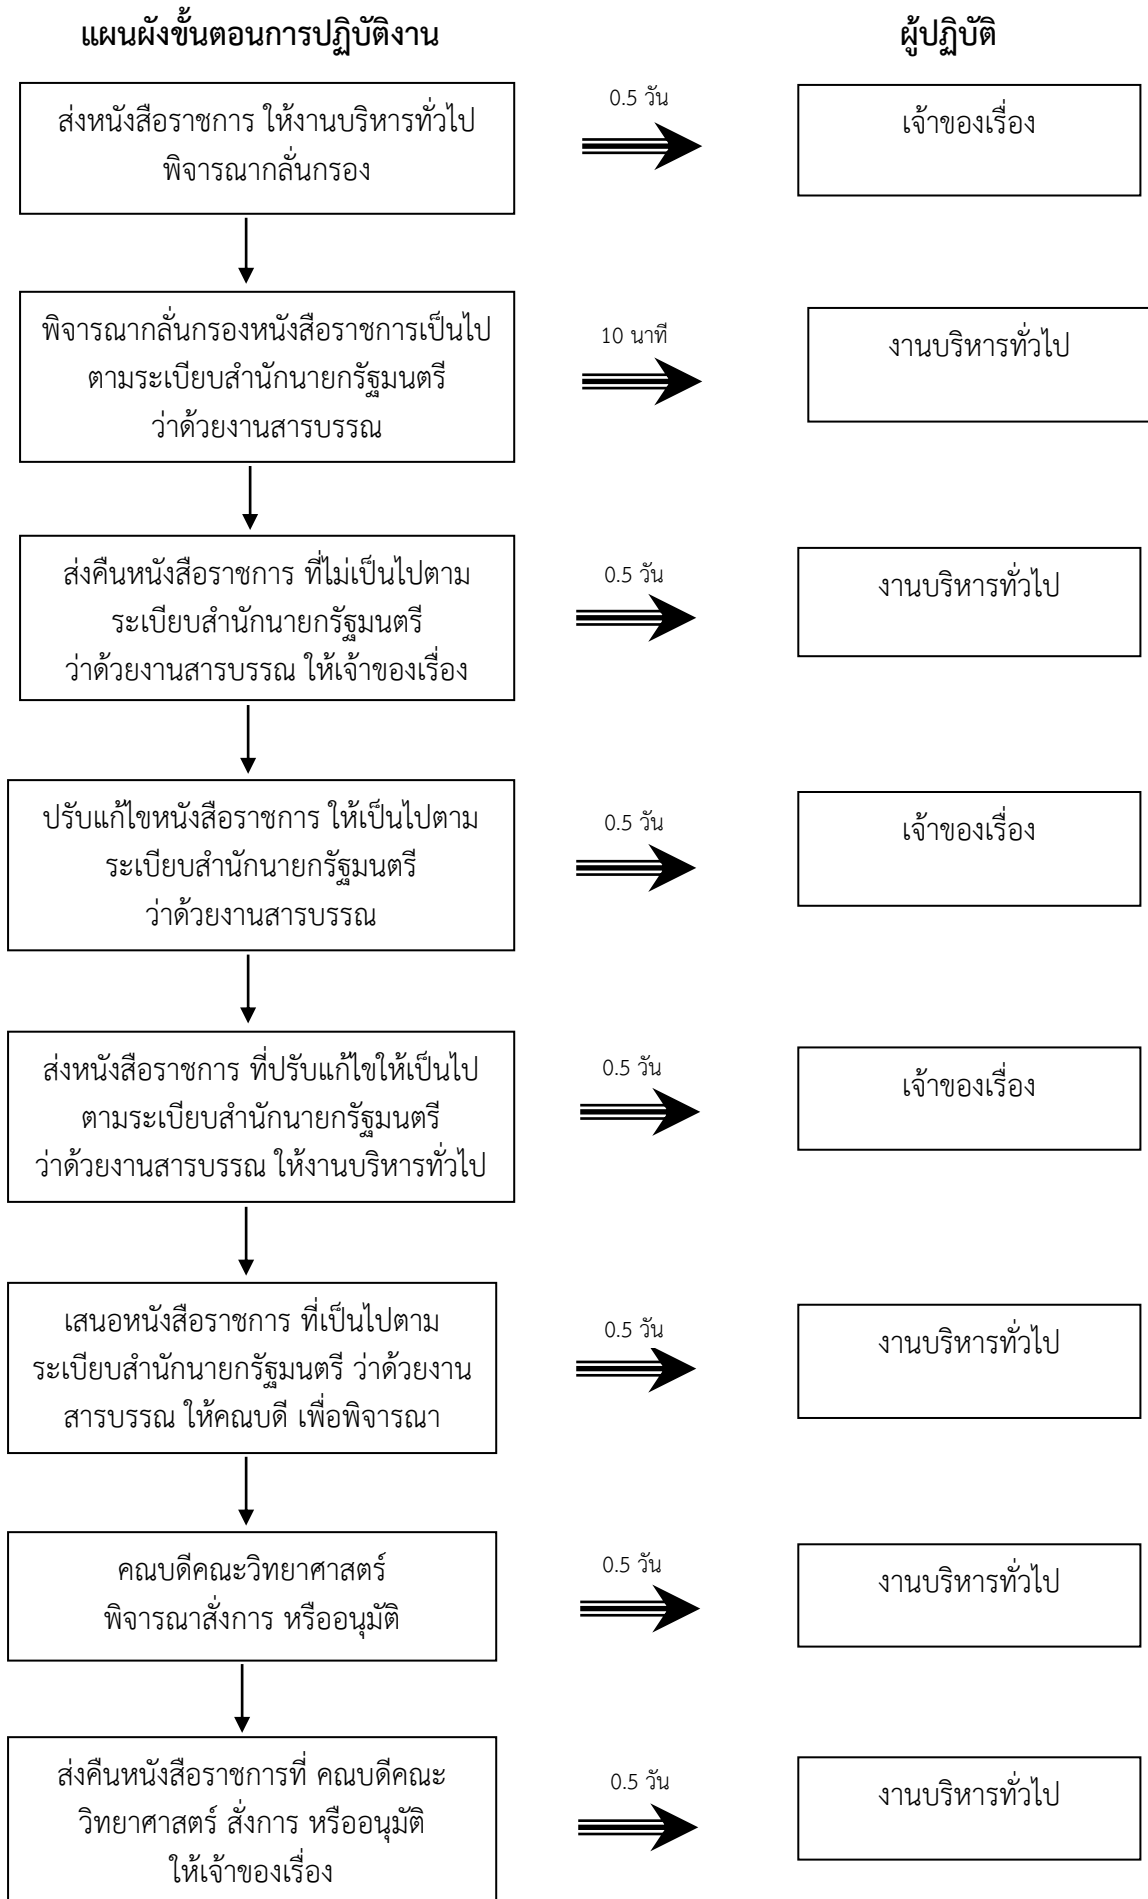 แผนผังขั้นตอนการปฏิบัติงาน
ผู้ปฏิบัติ
ส่งหนังสือราชการ ให้งานบริหารทั่วไป
พิจารณากลั่นกรอง
0.5 วัน
เจ้าของเรื่อง
พิจารณากลั่นกรองหนังสือราชการเป็นไป
ตามระเบียบสำนักนายกรัฐมนตรี
ว่าด้วยงานสารบรรณ
10 นาที
งานบริหารทั่วไป
ส่งคืนหนังสือราชการ ที่ไม่เป็นไปตาม
ระเบียบสำนักนายกรัฐมนตรี
ว่าด้วยงานสารบรรณ ให้เจ้าของเรื่อง
0.5 วัน
งานบริหารทั่วไป
ปรับแก้ไขหนังสือราชการ ให้เป็นไปตาม
ระเบียบสำนักนายกรัฐมนตรี
ว่าด้วยงานสารบรรณ
0.5 วัน
เจ้าของเรื่อง
ส่งหนังสือราชการ ที่ปรับแก้ไขให้เป็นไป
ตามระเบียบสำนักนายกรัฐมนตรี
ว่าด้วยงานสารบรรณ ให้งานบริหารทั่วไป
0.5 วัน
เจ้าของเรื่อง
เสนอหนังสือราชการ ที่เป็นไปตาม
ระเบียบสำนักนายกรัฐมนตรี ว่าด้วยงาน
สารบรรณ ให้คณบดี เพื่อพิจารณา
0.5 วัน
งานบริหารทั่วไป
คณบดีคณะวิทยาศาสตร์
พิจารณาสั่งการ หรืออนุมัติ
0.5 วัน
งานบริหารทั่วไป
ส่งคืนหนังสือราชการที่ คณบดีคณะ
วิทยาศาสตร์ สั่งการ หรืออนุมัติ
ให้เจ้าของเรื่อง
0.5 วัน
งานบริหารทั่วไป